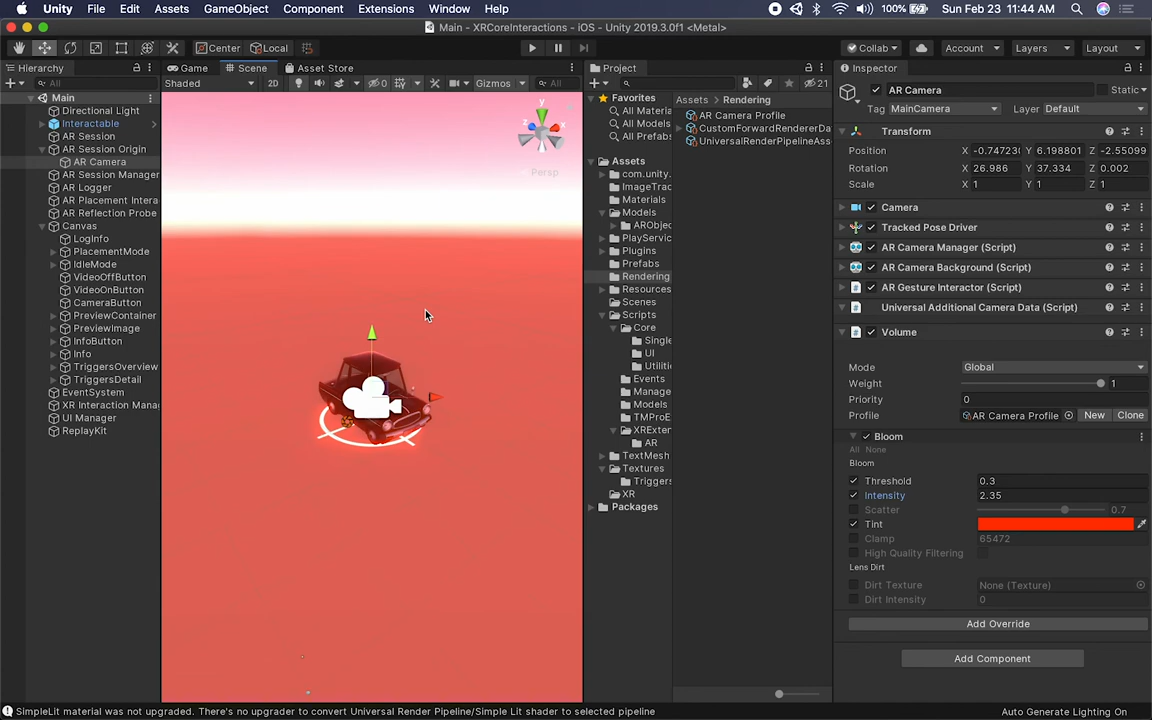 Unity File Edit Assets GameObject Component Extensions Window Help 100% Sun Feb 23 11:44 AM
Main - XRCoreInteractions - iOS - Unity 2019.3.0f1 <Metal>
Center Local Collab Account Layers Layout
Hierarchy Game Scene Asset Store Project Inspector
All Shaded 2D 0 Gizmos All 21 AR Camera Static
Main Favorites Assets Rendering Tag MainCamera Layer Default
Directional Light All Materia AR Camera Profile
Interactable All Models CustomForwardRendererDa Transform
AR Session All Prefabs UniversalRenderPipelineAss
AR Session Origin Position X -0.747230 Y 6.198801 Z -2.55099
AR Camera Assets Rotation X 26.986 Y 37.334 Z 0.002
AR Session Manager com.unity. Scale X 1 Y 1 Z 1
AR Logger ImageTrac
AR Placement Intera Materials Camera
AR Reflection Probe Models
Canvas ARObjec Tracked Pose Driver
LogInfo PlayServic AR Camera Manager (Script)
PlacementMode Plugins
IdleMode Prefabs AR Camera Background (Script)
VideoOffButton Rendering
VideoOnButton Resources AR Gesture Interactor (Script)
CameraButton Scenes Universal Additional Camera Data (Script)
PreviewContainer Scripts
PreviewImage Core Volume
InfoButton Single
Info UI
TriggersOverview Utilitie Mode Global
TriggersDetail Events Weight 1
EventSystem Manage Priority 0
XR Interaction Mana Models
UI Manager TMProE Profile AR Camera Profile New Clone
ReplayKit XRExten
AR Bloom
TextMesh All None
Textures Bloom
Triggers Threshold 0.3
XR Intensity 2.35
Packages Scatter 0.7
Tint
Clamp 65472
High Quality Filtering
Lens Dirt
Dirt Texture None (Texture)
Dirt Intensity 0
Add Override
Add Component
y
z x
Persp
SimpleLit material was not upgraded. There's no upgrader to convert Universal Render Pipeline/Simple Lit shader to selected pipeline Auto Generate Lighting On